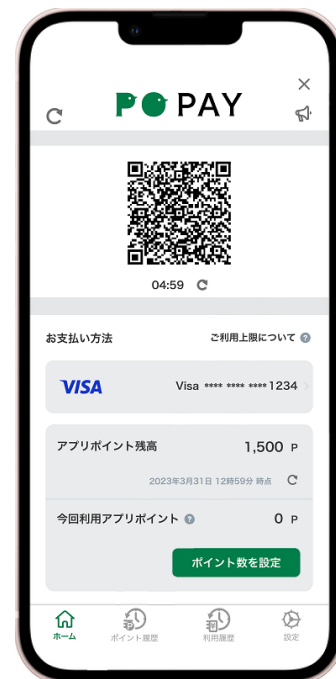 PO PAY
04:59
お支払い方法 ご利用上限について ?
VISA Visa **** **** **** 1234
アプリポイント残高 1,500 P
2023年3月31日 12時59分 時点
今回利用アプリポイント ? 0 P
ポイント数を設定
ホーム ポイント履歴 利用履歴 設定